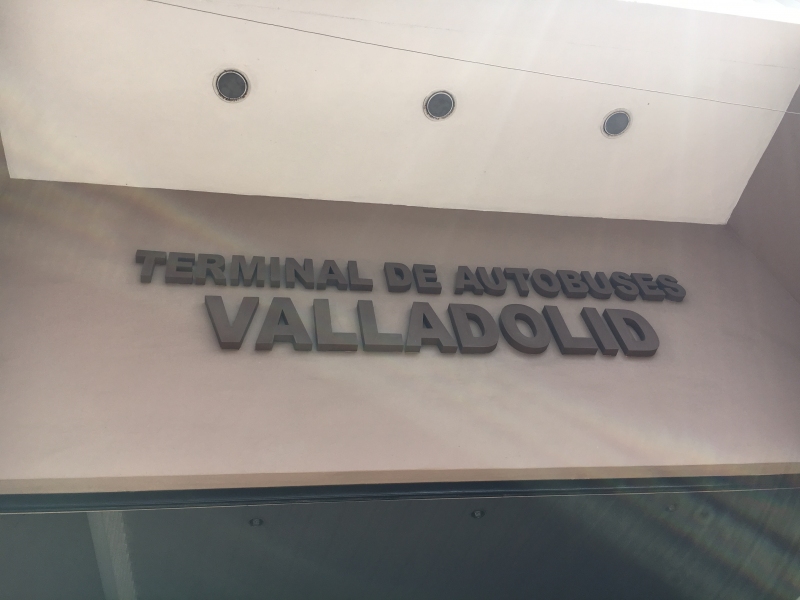 TERMINAL DE AUTOBUSES
VALLADOLID